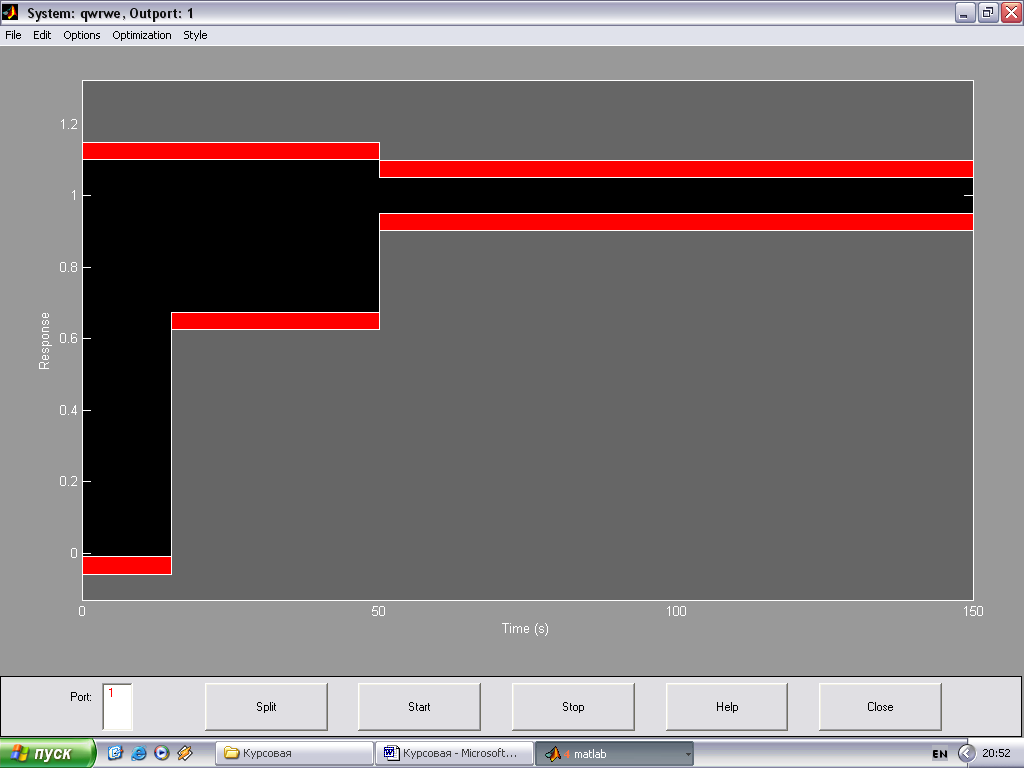 System: qwrwe, Outport: 1
File Edit Options Optimization Style
1.2
1
0.8
0.6
0.4
0.2
0
Response
0 50 100 150
Time (s)
Port: 1 Split Start Stop Help Close
пуск Курсовая Курсовая - Microsoft... 4 matlab EN 20:52